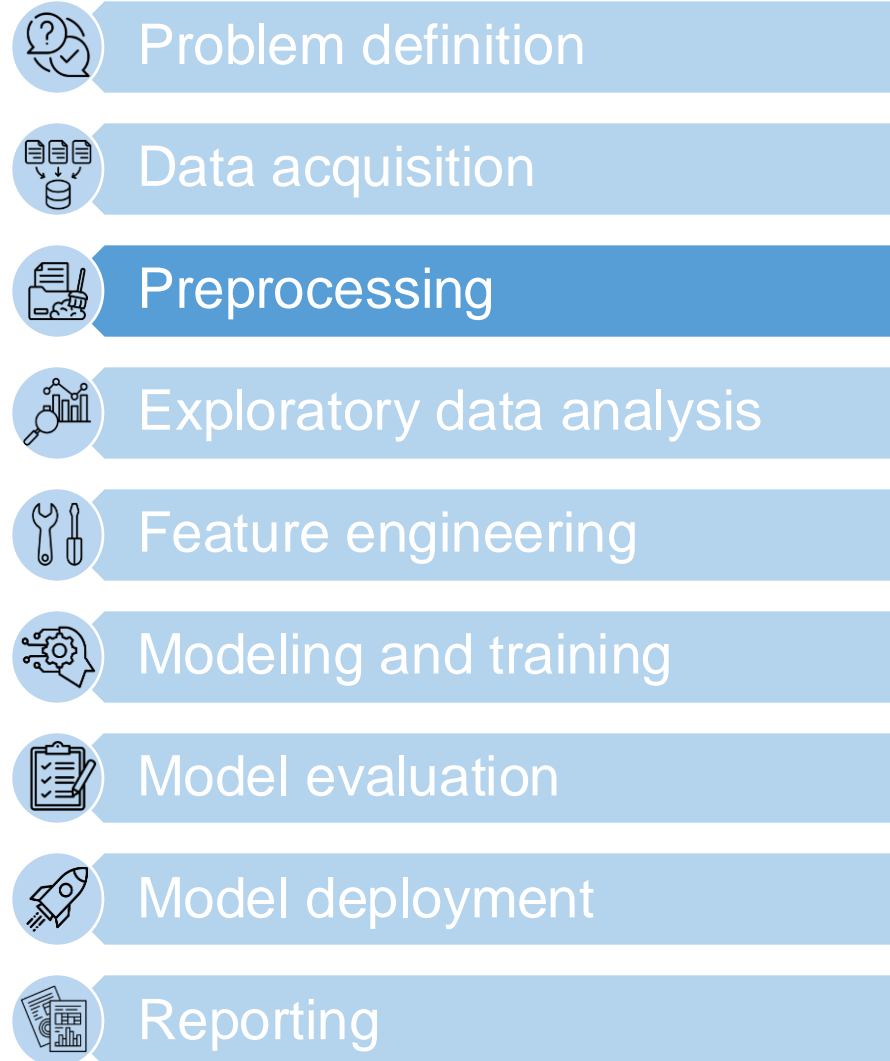 Problem definition
Data acquisition
Preprocessing
Exploratory data analysis
Feature engineering
Modeling and training
Model evaluation
Model deployment
Reporting